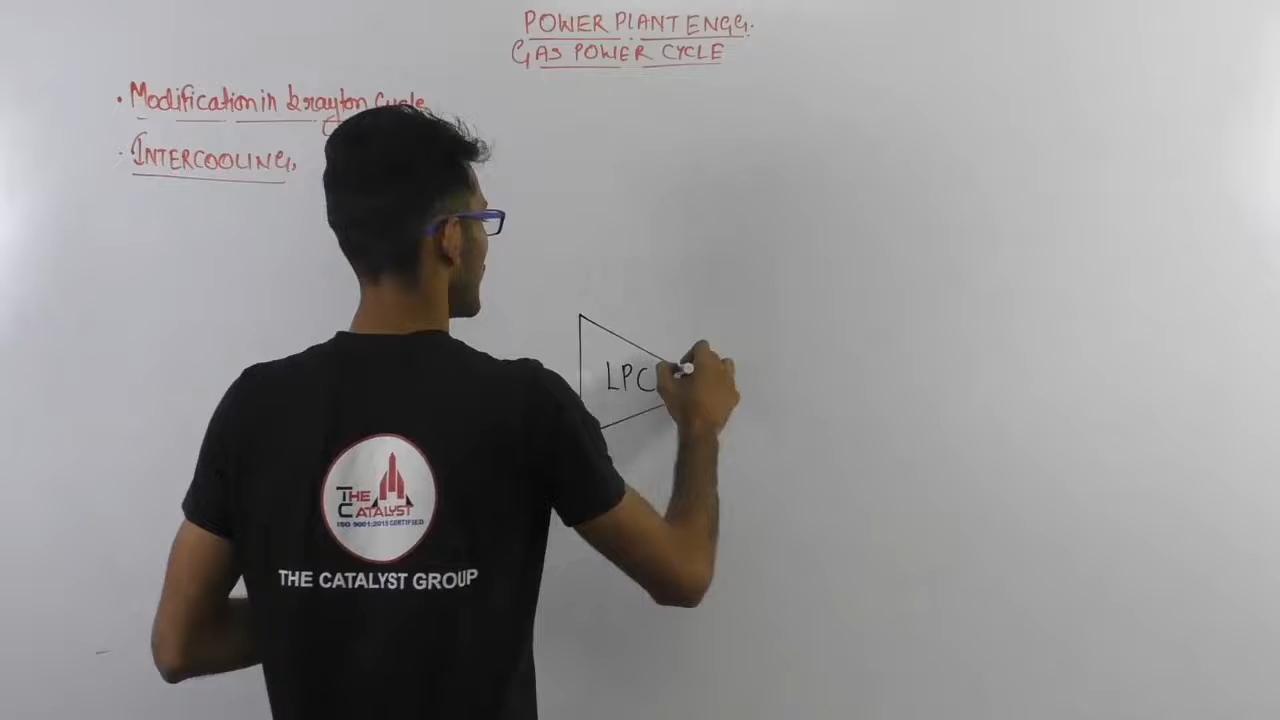 POWER PLANT ENGG.
GAS POWER CYCLE
• Modification in brayton Cycle
• INTERCOOLING,
LPC
THE
CATALYST
ISO 9001:2015 CERTIFIED
THE CATALYST GROUP